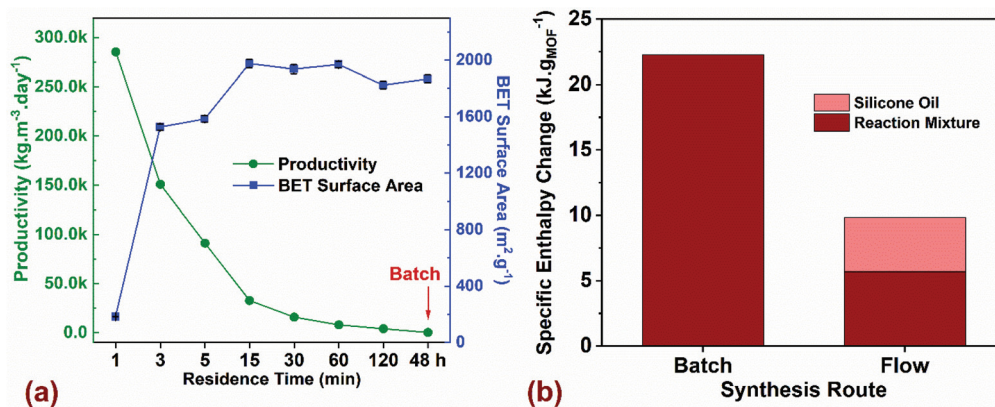 300.0k
250.0k
200.0k
150.0k
100.0k
50.0k
0.0
Productivity (kg.m⁻³.day⁻¹)
Productivity
BET Surface Area
Batch
2000
1600
1200
800
400
0
BET Surface Area (m².g⁻¹)
1 3 5 15 30 60 120 48 h
Residence Time (min)
(a)
25
20
15
10
5
0
Specific Enthalpy Change (kJ.gMOF⁻¹)
Silicone Oil
Reaction Mixture
Batch Flow
Synthesis Route
(b)